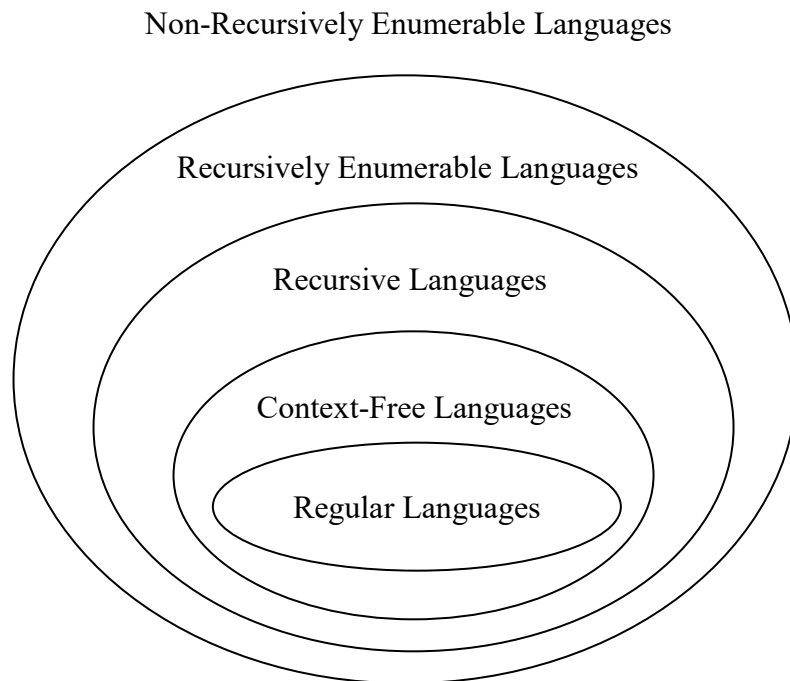 Non-Recursively Enumerable Languages
Recursively Enumerable Languages
Recursive Languages
Context-Free Languages
Regular Languages